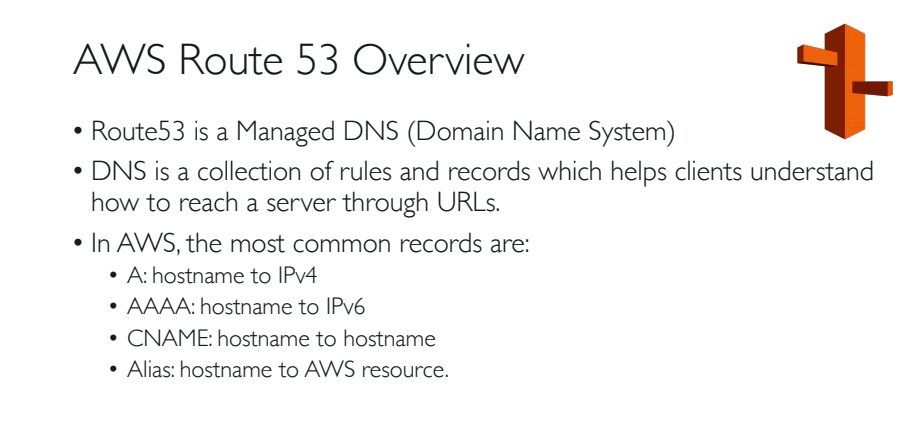 AWS Route 53 Overview
• Route53 is a Managed DNS (Domain Name System)
• DNS is a collection of rules and records which helps clients understand
how to reach a server through URLs.
• In AWS, the most common records are:
• A: hostname to IPv4
• AAAA: hostname to IPv6
• CNAME: hostname to hostname
• Alias: hostname to AWS resource.